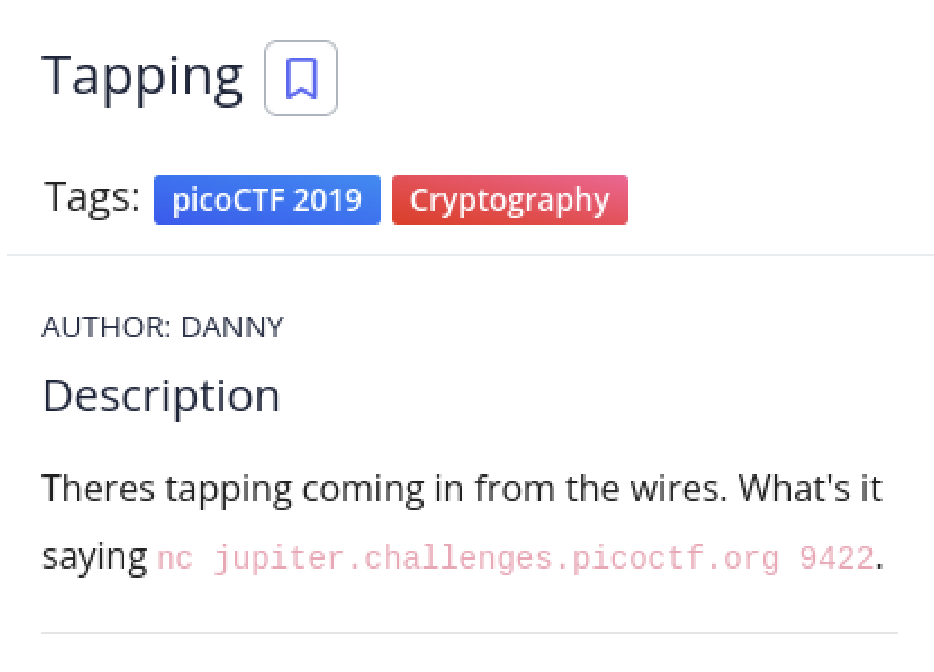 Tapping
Tags: picoCTF 2019 Cryptography
AUTHOR: DANNY
Description
Theres tapping coming in from the wires. What's it
saying nc jupiter.challenges.picoctf.org 9422.